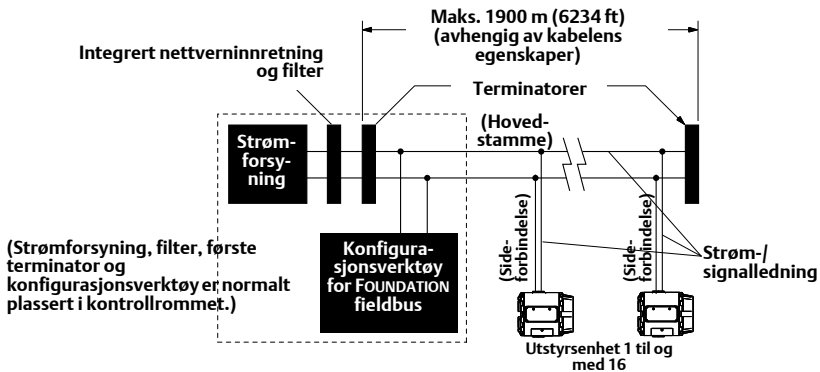 Maks. 1900 m (6234 ft)
(avhengig av kabelens
egenskaper)
Integrert nettverninnretning
og filter
Terminatorer
(Hoved-
stamme)
Strøm-
forsy-
ning
(Strømforsyning, filter, første
terminator og
konfigurasjonsverktøy er normalt
plassert i kontrollrommet.)
Konfigura-
sjonsverktøy
for FOUNDATION
fieldbus
(Side-
forbindelse)
(Side-
forbindelse)
Strøm-/
signalledning
Utstyrsenhet 1 til og
med 16